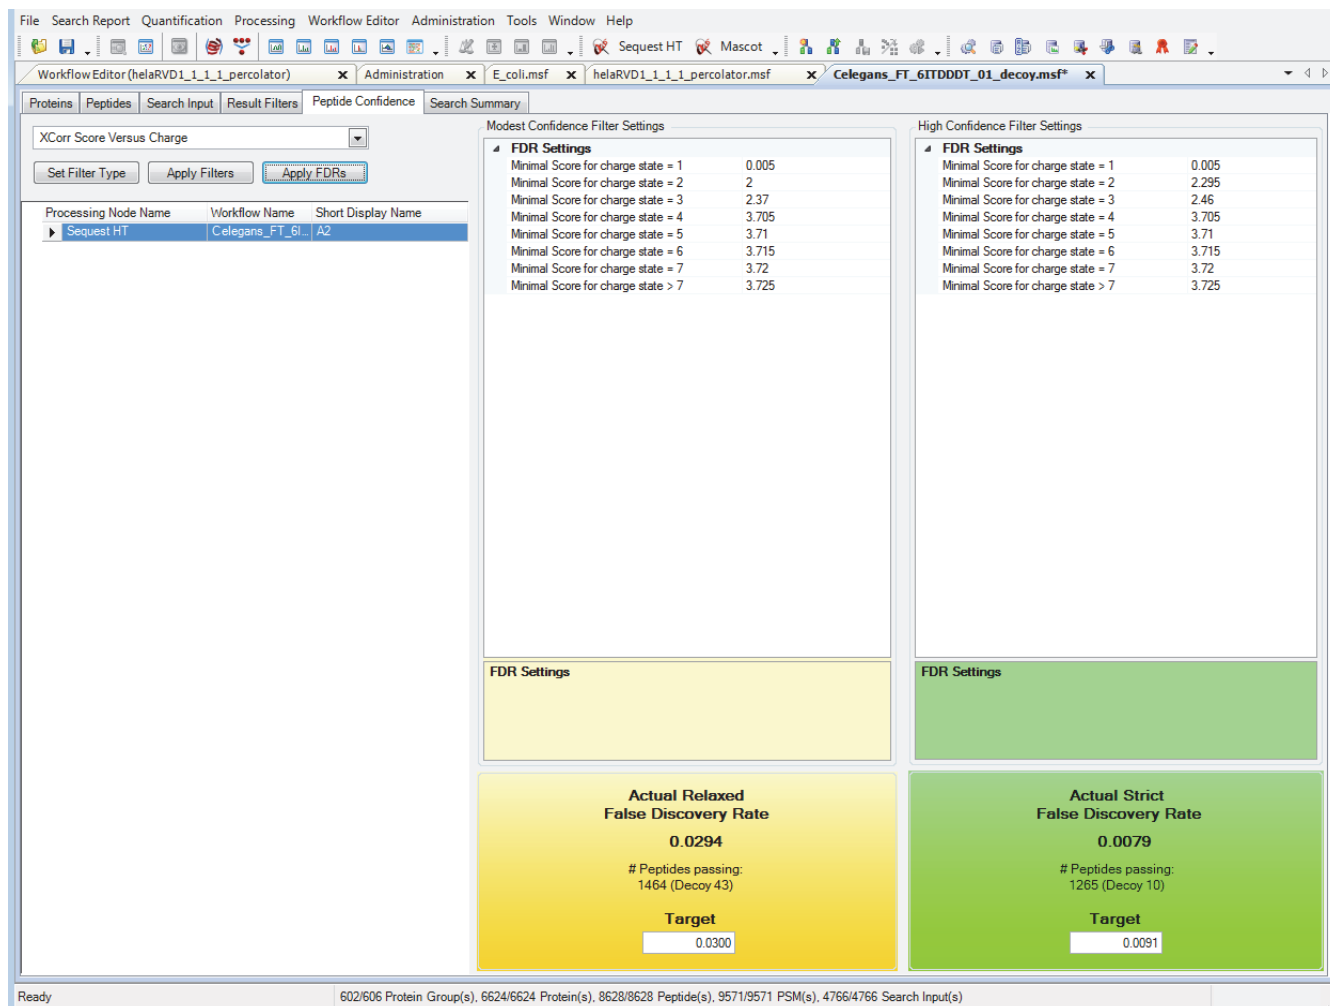 File Search Report Quantification Processing Workflow Editor Administration Tools Window Help
Sequest HT Mascot
Workflow Editor (helaRVD1_1_1_1_percolator) x Administration x E_coli.msf x helaRVD1_1_1_1_percolator.msf x Celegans_FT_6ITDDDT_01_decoy.msf* x
Proteins Peptides Search Input Result Filters Peptide Confidence Search Summary
XCorr Score Versus Charge
Set Filter Type Apply Filters Apply FDRs
Processing Node Name Workflow Name Short Display Name
Sequest HT Celegans_FT_6I... A2
Modest Confidence Filter Settings
FDR Settings
Minimal Score for charge state = 1 0.005
Minimal Score for charge state = 2 2
Minimal Score for charge state = 3 2.37
Minimal Score for charge state = 4 3.705
Minimal Score for charge state = 5 3.71
Minimal Score for charge state = 6 3.715
Minimal Score for charge state = 7 3.72
Minimal Score for charge state > 7 3.725
FDR Settings
Actual Relaxed
False Discovery Rate
0.0294
# Peptides passing:
1464 (Decoy 43)
Target
0.0300
High Confidence Filter Settings
FDR Settings
Minimal Score for charge state = 1 0.005
Minimal Score for charge state = 2 2.295
Minimal Score for charge state = 3 2.46
Minimal Score for charge state = 4 3.705
Minimal Score for charge state = 5 3.71
Minimal Score for charge state = 6 3.715
Minimal Score for charge state = 7 3.72
Minimal Score for charge state > 7 3.725
FDR Settings
Actual Strict
False Discovery Rate
0.0079
# Peptides passing:
1265 (Decoy 10)
Target
0.0091
Ready 602/606 Protein Group(s), 6624/6624 Protein(s), 8628/8628 Peptide(s), 9571/9571 PSM(s), 4766/4766 Search Input(s)